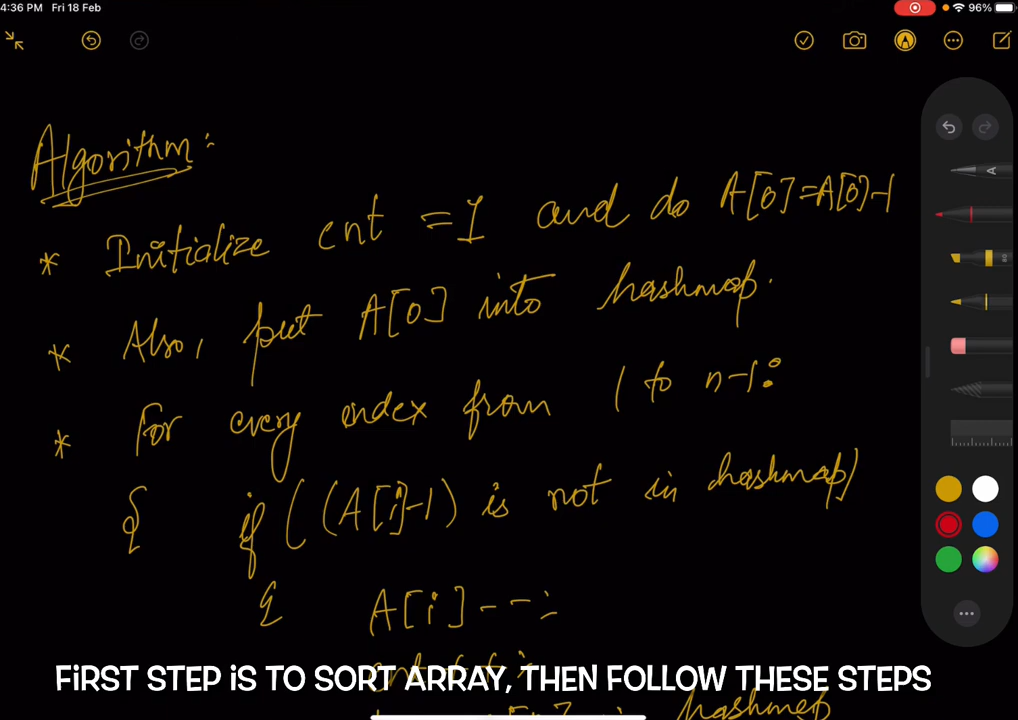 4:36 PM Fri 18 Feb
96%
Algorithm:
* Initialize cnt = 1 and do A[0]=A[0]-1
* Also, put A[0] into hashmap.
* For every index from 1 to n-1:
{ if ((A[i]-1) is not in hashmap)
{ A[i]--;
FiRST STEP iS TO SORT ARRAY, THEN FOLLOW THESE STEPS
hashmap